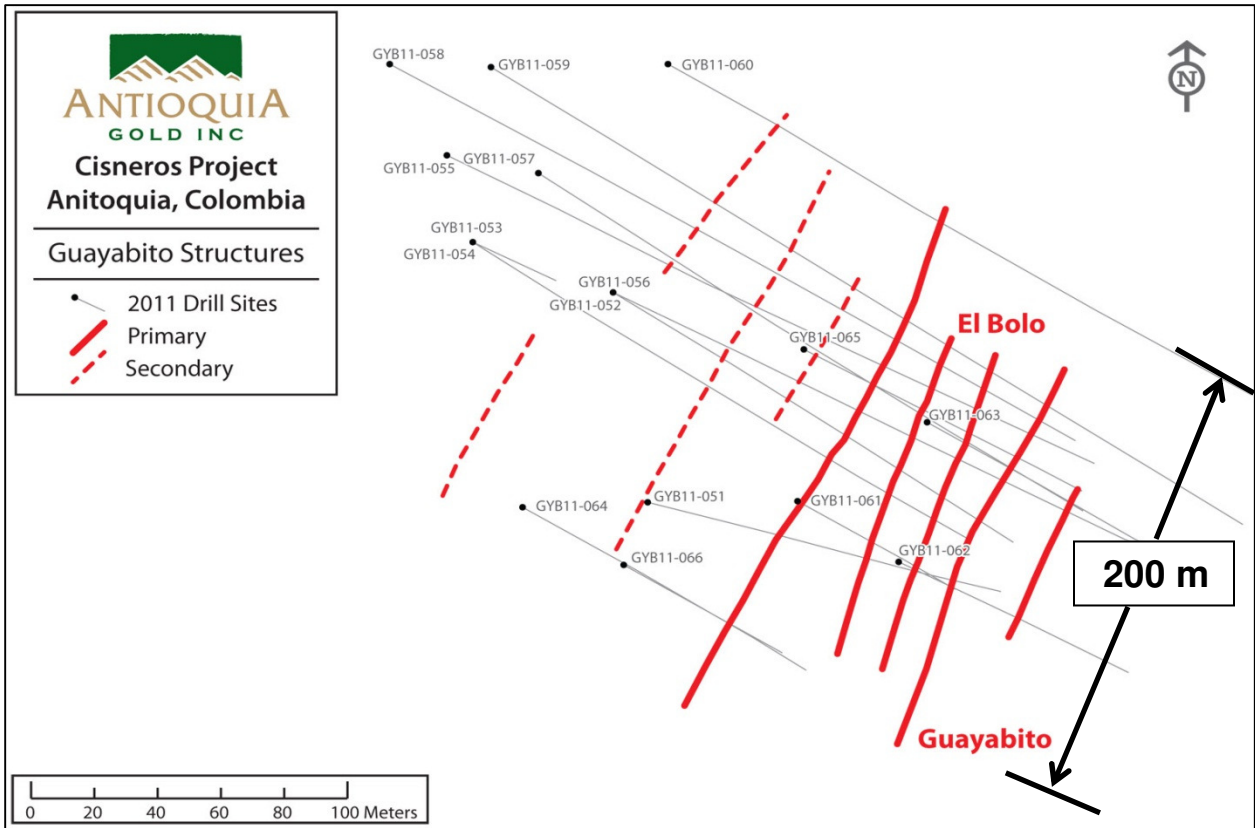 ANTIOQUIA
GOLD INC
Cisneros Project
Anitoquia, Colombia
Guayabito Structures
2011 Drill Sites
Primary
Secondary
GYB11-058
GYB11-059
GYB11-060
N
GYB11-057
GYB11-055
GYB11-053
GYB11-054
GYB11-056
GYB11-052
El Bolo
GYB11-065
GYB11-063
GYB11-051
GYB11-061
GYB11-064
GYB11-062
GYB11-066
200 m
Guayabito
0 20 40 60 80 100 Meters